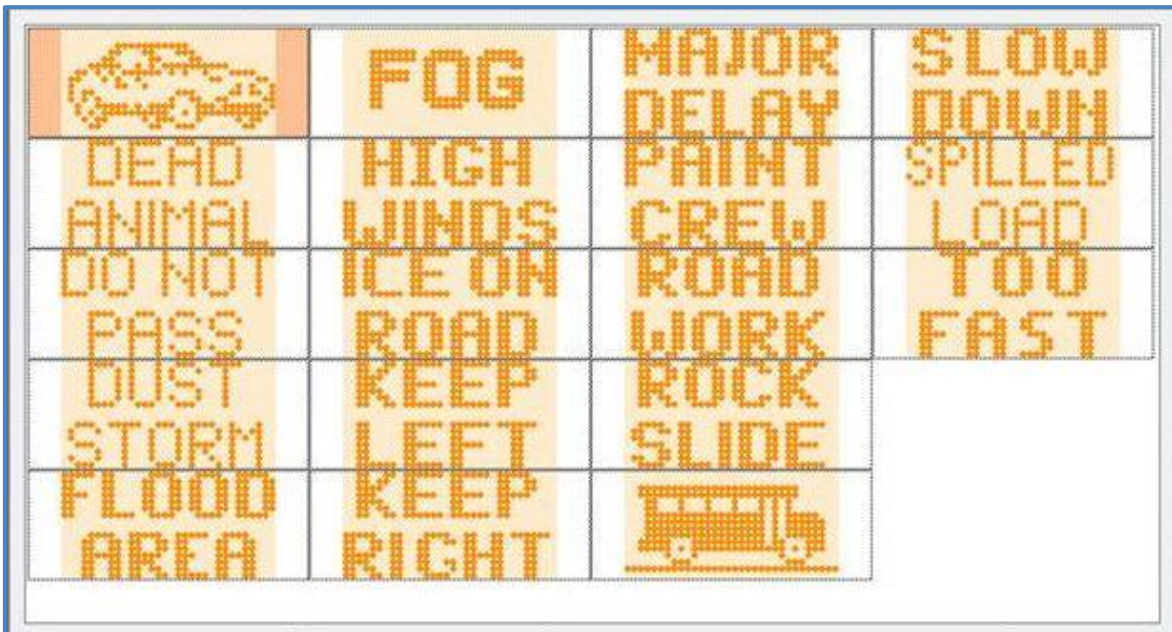 FOG
MAJOR
DELAY
SLOW
DOWN
DEAD
ANIMAL
HIGH
WINDS
PAINT
CREW
SPILLED
LOAD
DO NOT
PASS
ICE ON
ROAD
ROAD
WORK
TOO
FAST
DUST
STORM
KEEP
LEFT
ROCK
SLIDE
FLOOD
AREA
KEEP
RIGHT